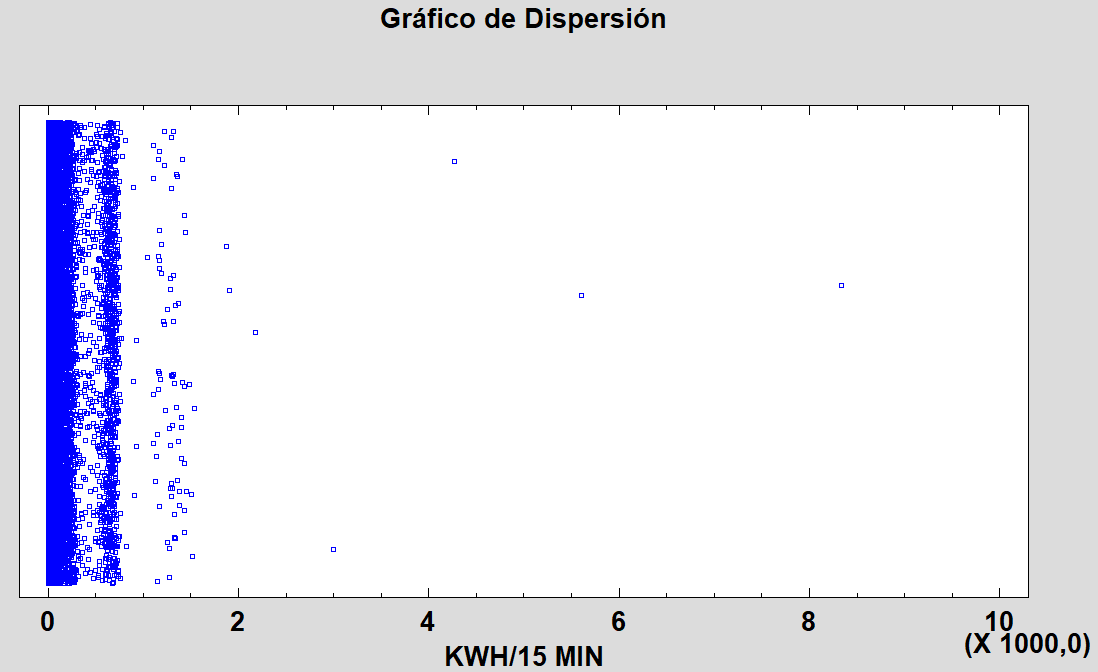 Gráfico de Dispersión
0 2 4 6 8 10
(X 1000,0)
KWH/15 MIN